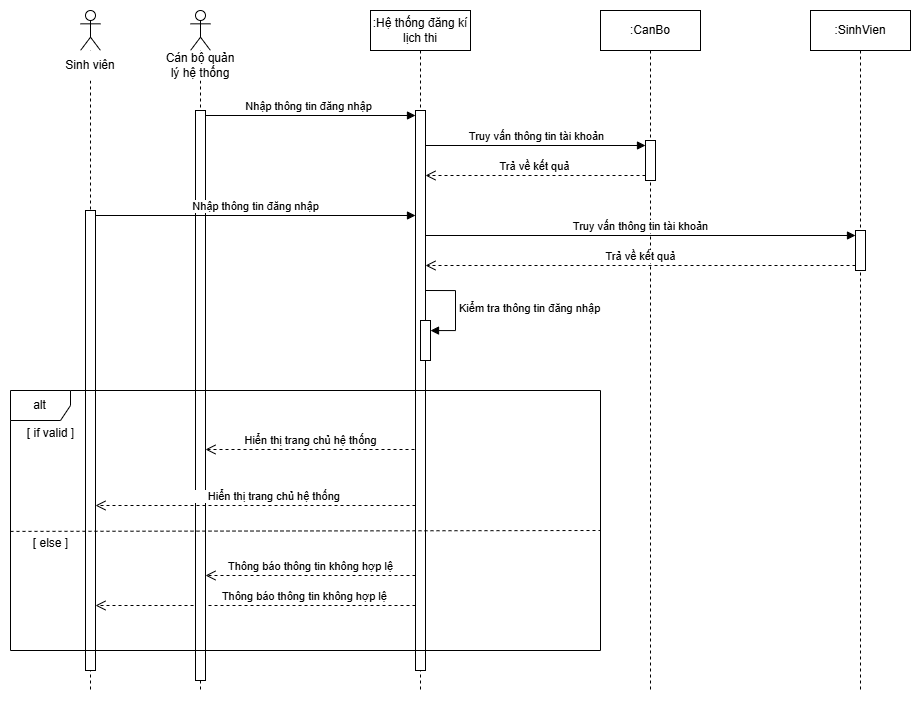 :Hệ thống đăng kí
lịch thi
:CanBo
:SinhVien
Sinh viên
Cán bộ quản
lý hệ thống
Nhập thông tin đăng nhập
Truy vấn thông tin tài khoản
Trả về kết quả
Nhập thông tin đăng nhập
Truy vấn thông tin tài khoản
Trả về kết quả
Kiểm tra thông tin đăng nhập
alt
[ if valid ]
Hiển thị trang chủ hệ thống
Hiển thị trang chủ hệ thống
[ else ]
Thông báo thông tin không hợp lệ
Thông báo thông tin không hợp lệ